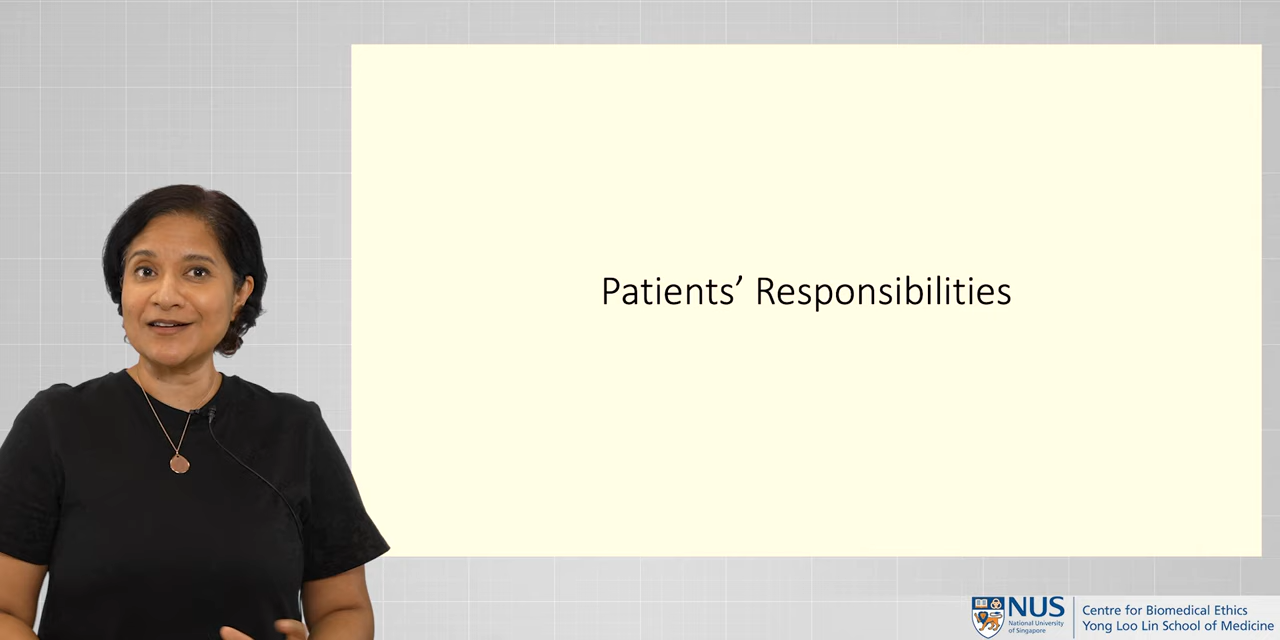 Patients’ Responsibilities
NUS
National University
of Singapore
Centre for Biomedical Ethics
Yong Loo Lin School of Medicine